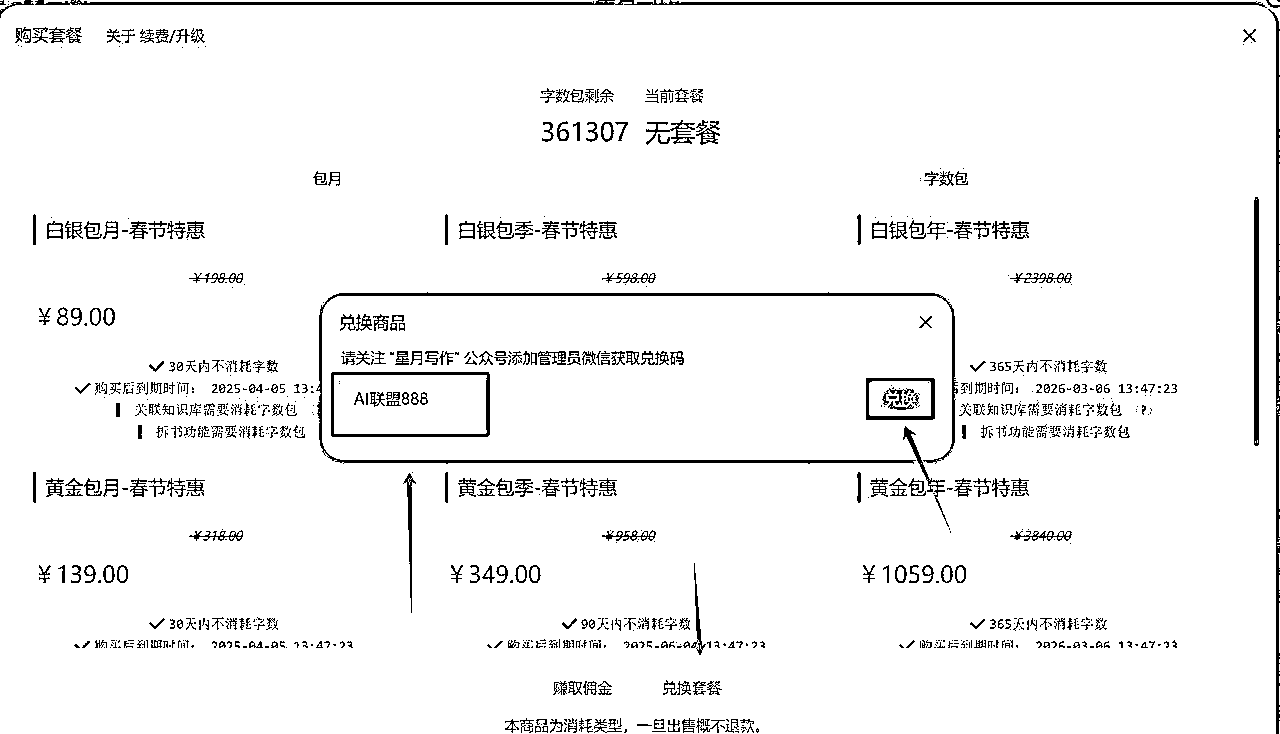 购买套餐 关于 续费/升级
字数包剩余 当前套餐
361307 无套餐
包月 字数包
白银包月-春节特惠 白银包季-春节特惠 白银包年-春节特惠
¥198.00 ¥598.00 ¥2398.00
¥89.00
兑换商品
请关注 "星月写作" 公众号添加管理员微信获取兑换码
AI联盟888 兑换
30天内不消耗字数 365天内不消耗字数
购买后到期时间: 2025-04-05 13:4 到期时间: 2026-03-06 13:47:23
关联知识库需要消耗字数包 关联知识库需要消耗字数包 (?)
拆书功能需要消耗字数包 拆书功能需要消耗字数包
黄金包月-春节特惠 黄金包季-春节特惠 黄金包年-春节特惠
¥318.00 ¥958.00 ¥3840.00
¥139.00 ¥349.00 ¥1059.00
30天内不消耗字数 90天内不消耗字数 365天内不消耗字数
购买后到期时间: 2025-04-05 13:47:23 购买后到期时间: 2025-06-04 13:47:23 购买后到期时间: 2026-03-06 13:47:23
赚取佣金 兑换套餐
本商品为消耗类型，一旦出售概不退款。